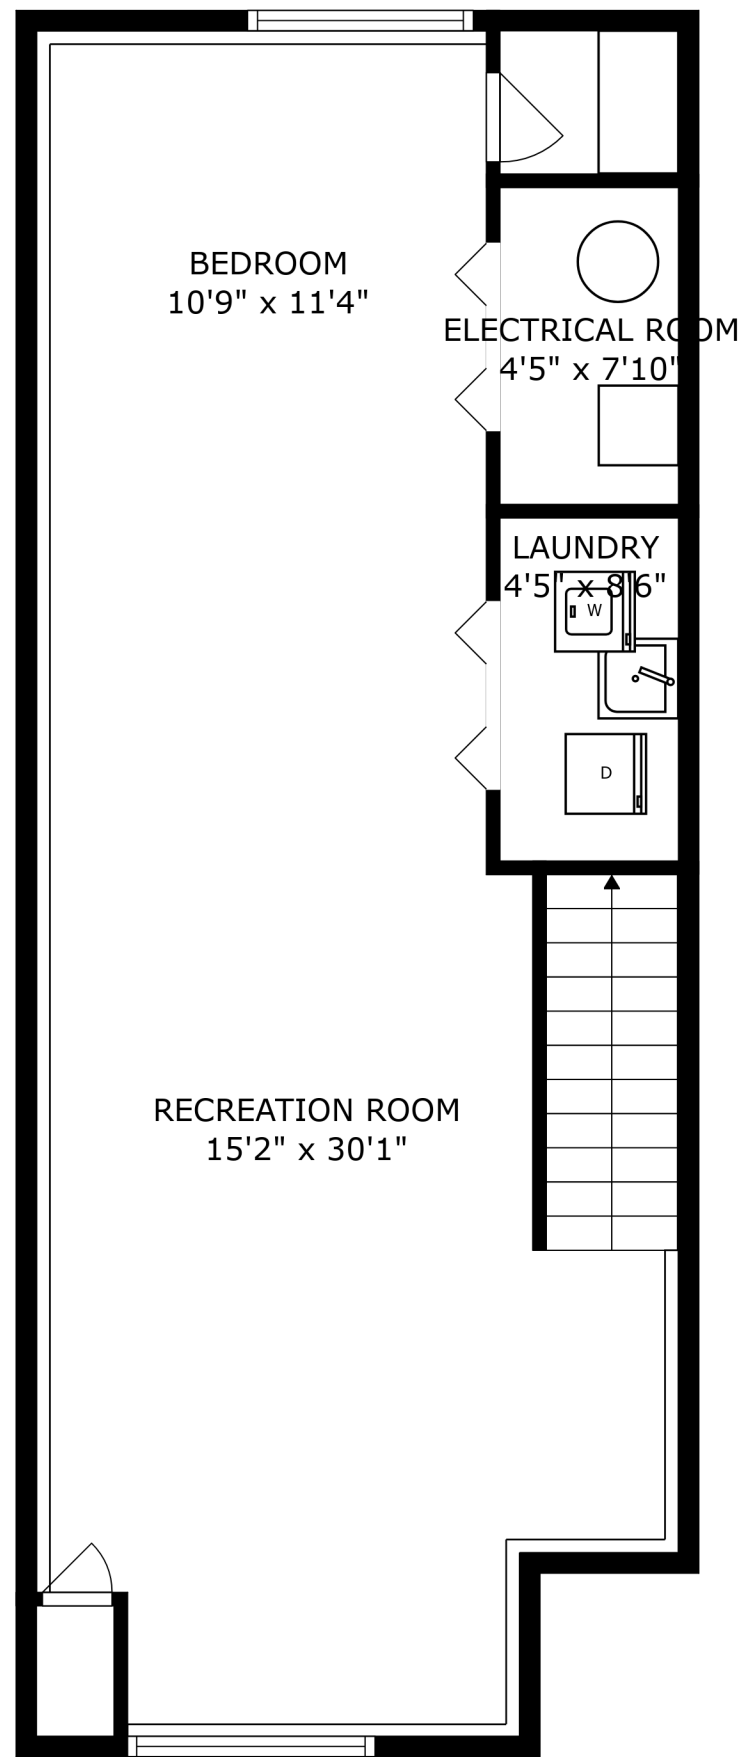 BEDROOM
10'9" x 11'4"
ELECTRICAL ROOM
4'5" x 7'10"
LAUNDRY
4'5" x 8'6"
W
D
RECREATION ROOM
15'2" x 30'1"